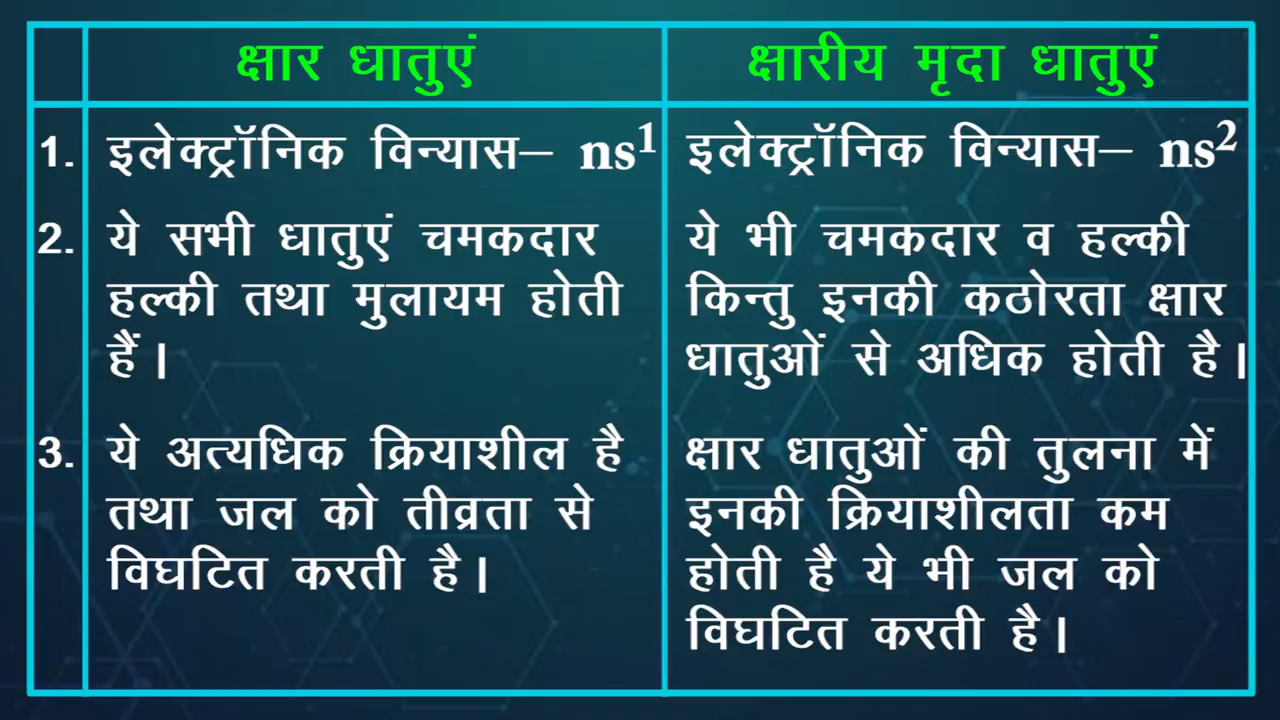 क्षार धातुएं
क्षारीय मृदा धातुएं
1. इलेक्ट्रॉनिक विन्यास– ns¹
इलेक्ट्रॉनिक विन्यास– ns²
2. ये सभी धातुएं चमकदार
हल्की तथा मुलायम होती
हैं।
ये भी चमकदार व हल्की
किन्तु इनकी कठोरता क्षार
धातुओं से अधिक होती है।
3. ये अत्यधिक क्रियाशील है
तथा जल को तीव्रता से
विघटित करती है।
क्षार धातुओं की तुलना में
इनकी क्रियाशीलता कम
होती है ये भी जल को
विघटित करती है।